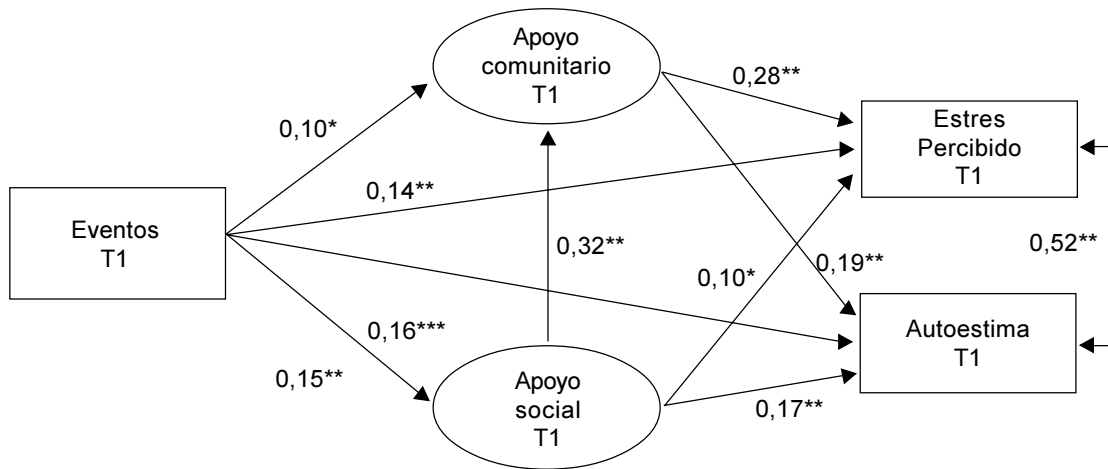 Apoyo
comunitario
T1
0,28**
0,10*
Estres
Percibido
T1
0,14**
Eventos
T1
0,32**
0,10*
0,19**
0,52**
0,16***
0,15**
Apoyo
social
T1
0,17**
Autoestima
T1